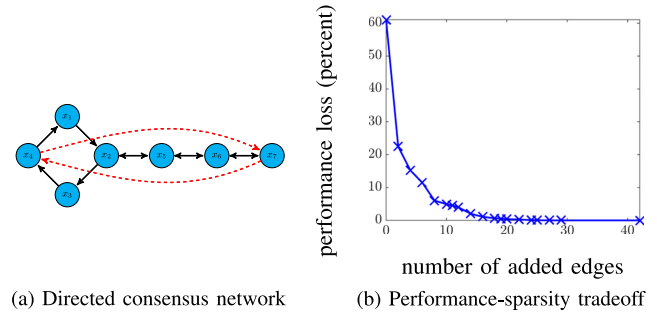 x₁
x₄
x₂
x₅
x₆
x₇
x₃
(a) Directed consensus network
performance loss (percent)
60
50
40
30
20
10
0
0
10
20
30
40
number of added edges
(b) Performance-sparsity tradeoff